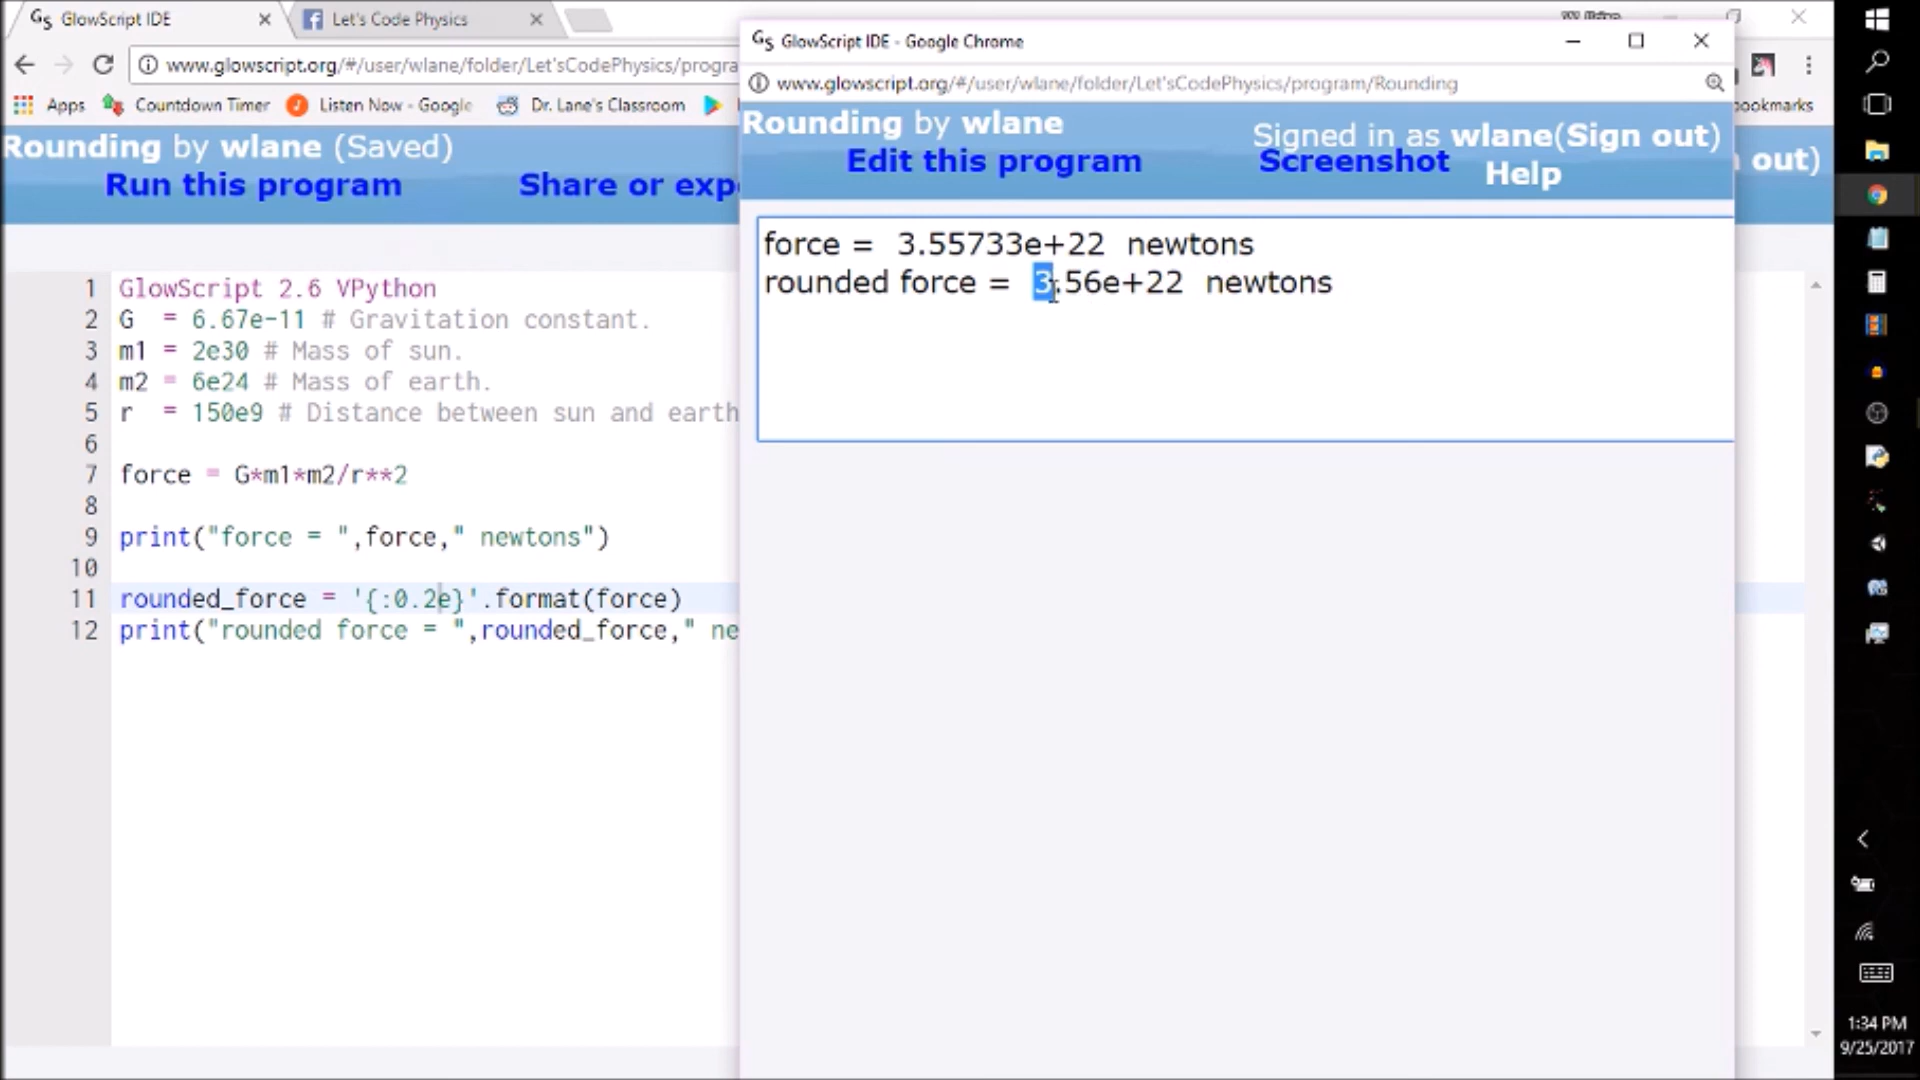 GlowScript IDE
Let's Code Physics
www.glowscript.org/#/user/wlane/folder/Let'sCodePhysics/progra
Apps
Countdown Timer
Listen Now - Google
Dr. Lane's Classroom
bookmarks
Rounding by wlane (Saved)
n out)
Run this program
Share or exp
1 GlowScript 2.6 VPython
2 G  = 6.67e-11 # Gravitation constant.
3 m1 = 2e30 # Mass of sun.
4 m2 = 6e24 # Mass of earth.
5 r  = 150e9 # Distance between sun and earth
6
7 force = G*m1*m2/r**2
8
9 print("force = ",force," newtons")
10
11 rounded_force = '{:0.2e}'.format(force)
12 print("rounded force = ",rounded_force," ne
GlowScript IDE - Google Chrome
www.glowscript.org/#/user/wlane/folder/Let'sCodePhysics/program/Rounding
Rounding by wlane
Signed in as wlane(Sign out)
Edit this program
Screenshot
Help
force =  3.55733e+22  newtons
rounded force =  3.56e+22  newtons
1:34 PM
9/25/2017